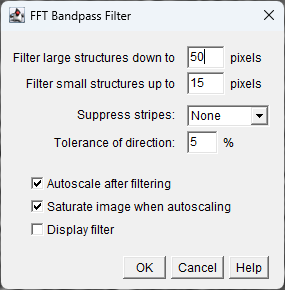 FFT Bandpass Filter
Filter large structures down to 50 pixels
Filter small structures up to 15 pixels
Suppress stripes: None
Tolerance of direction: 5 %
Autoscale after filtering
Saturate image when autoscaling
Display filter
OK Cancel Help